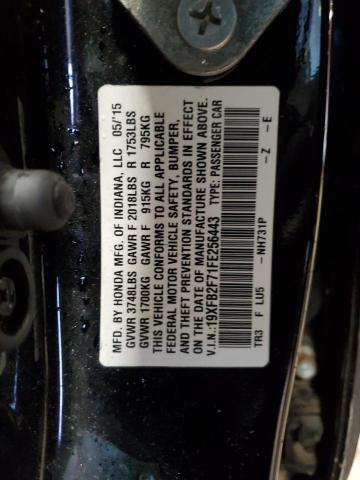 MFD. BY HONDA MFG. OF INDIANA, LLC 05/'15
GVWR 3748LBS GAWR F 2018LBS R 1753LBS
GVWR 1700KG GAWR F 915KG R 795KG
THIS VEHICLE CONFORMS TO ALL APPLICABLE
FEDERAL MOTOR VEHICLE SAFETY, BUMPER,
AND THEFT PREVENTION STANDARDS IN EFFECT
ON THE DATE OF MANUFACTURE SHOWN ABOVE.
V.I.N.:19XFB2F71FE256443 TYPE: PASSENGER CAR
TR3 F LU5 -NH731P -Z -E